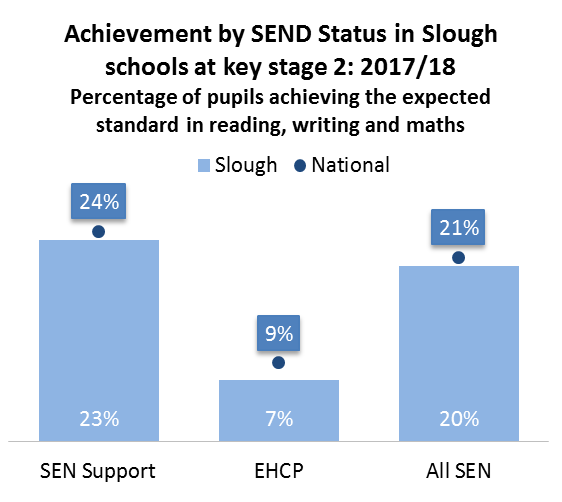 Achievement by SEND Status in Slough
schools at key stage 2: 2017/18
Percentage of pupils achieving the expected
standard in reading, writing and maths
Slough National
24%
21%
9%
23%
7%
20%
SEN Support
EHCP
All SEN